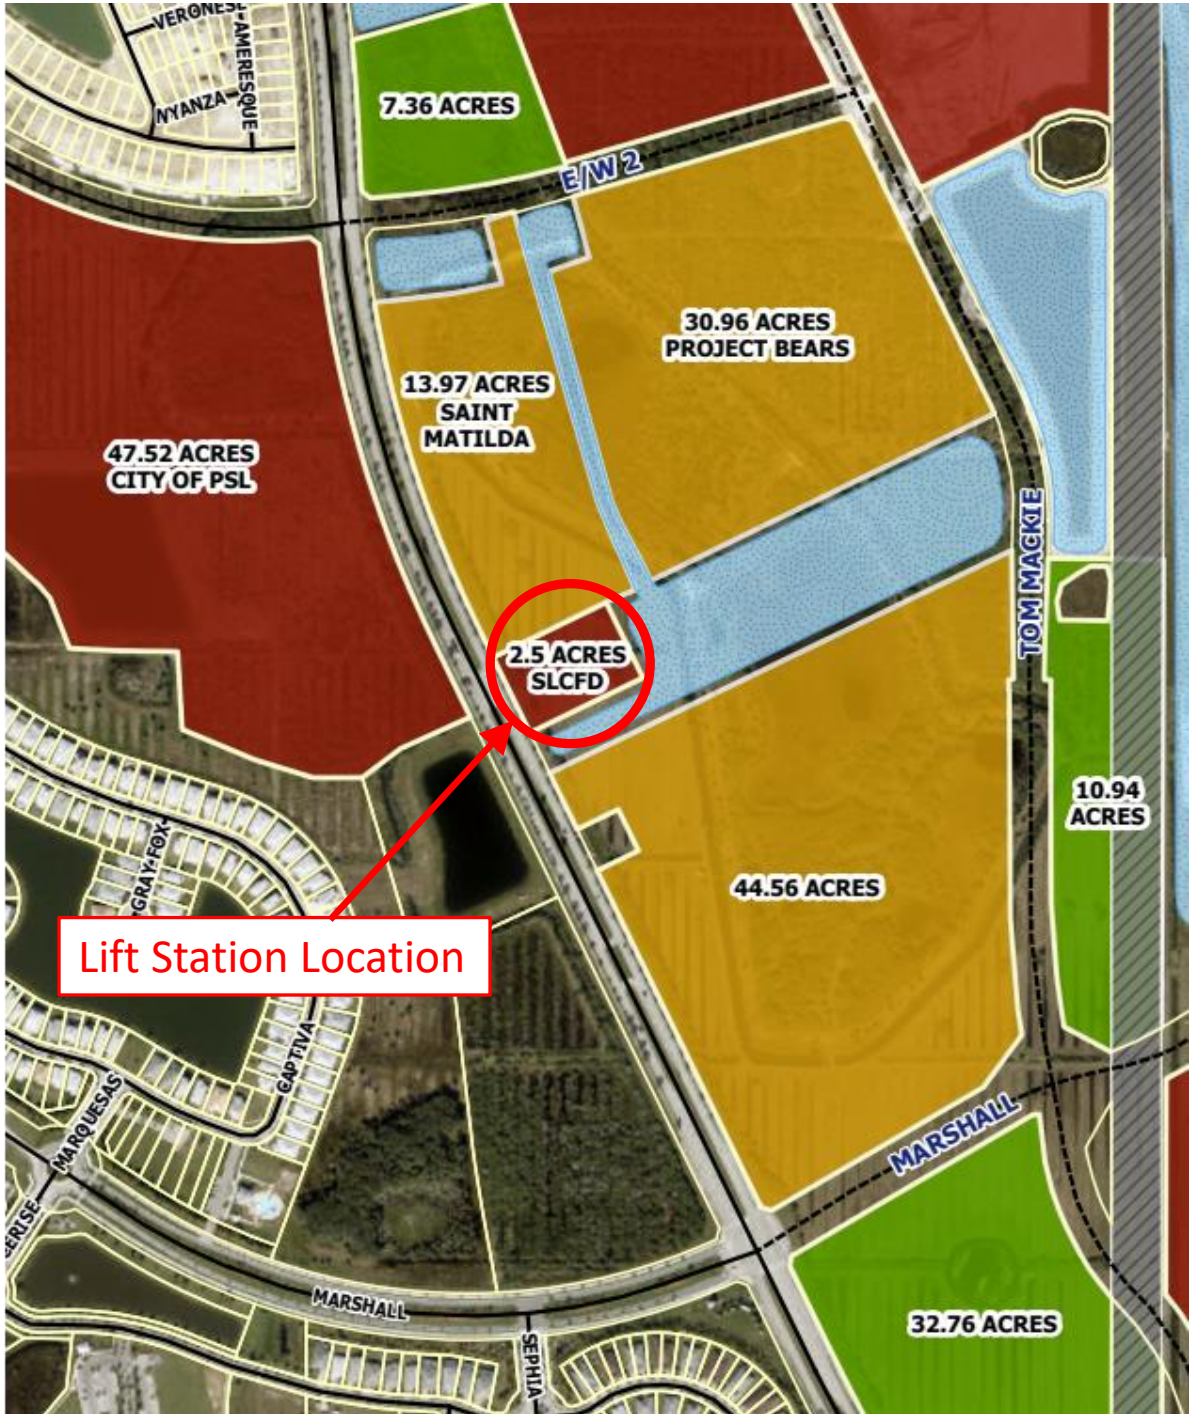 VERONESE
AMERESQUE
NYANZA
7.36 ACRES
E/W 2
30.96 ACRES
PROJECT BEARS
13.97 ACRES
SAINT
MATILDA
47.52 ACRES
CITY OF PSL
TOM MACKIE
2.5 ACRES
SLCFD
10.94
ACRES
GRAY FOX
44.56 ACRES
Lift Station Location
CAPTIVA
MARQUESAS
MARSHALL
ERISE
MARSHALL
SEPHIA
32.76 ACRES